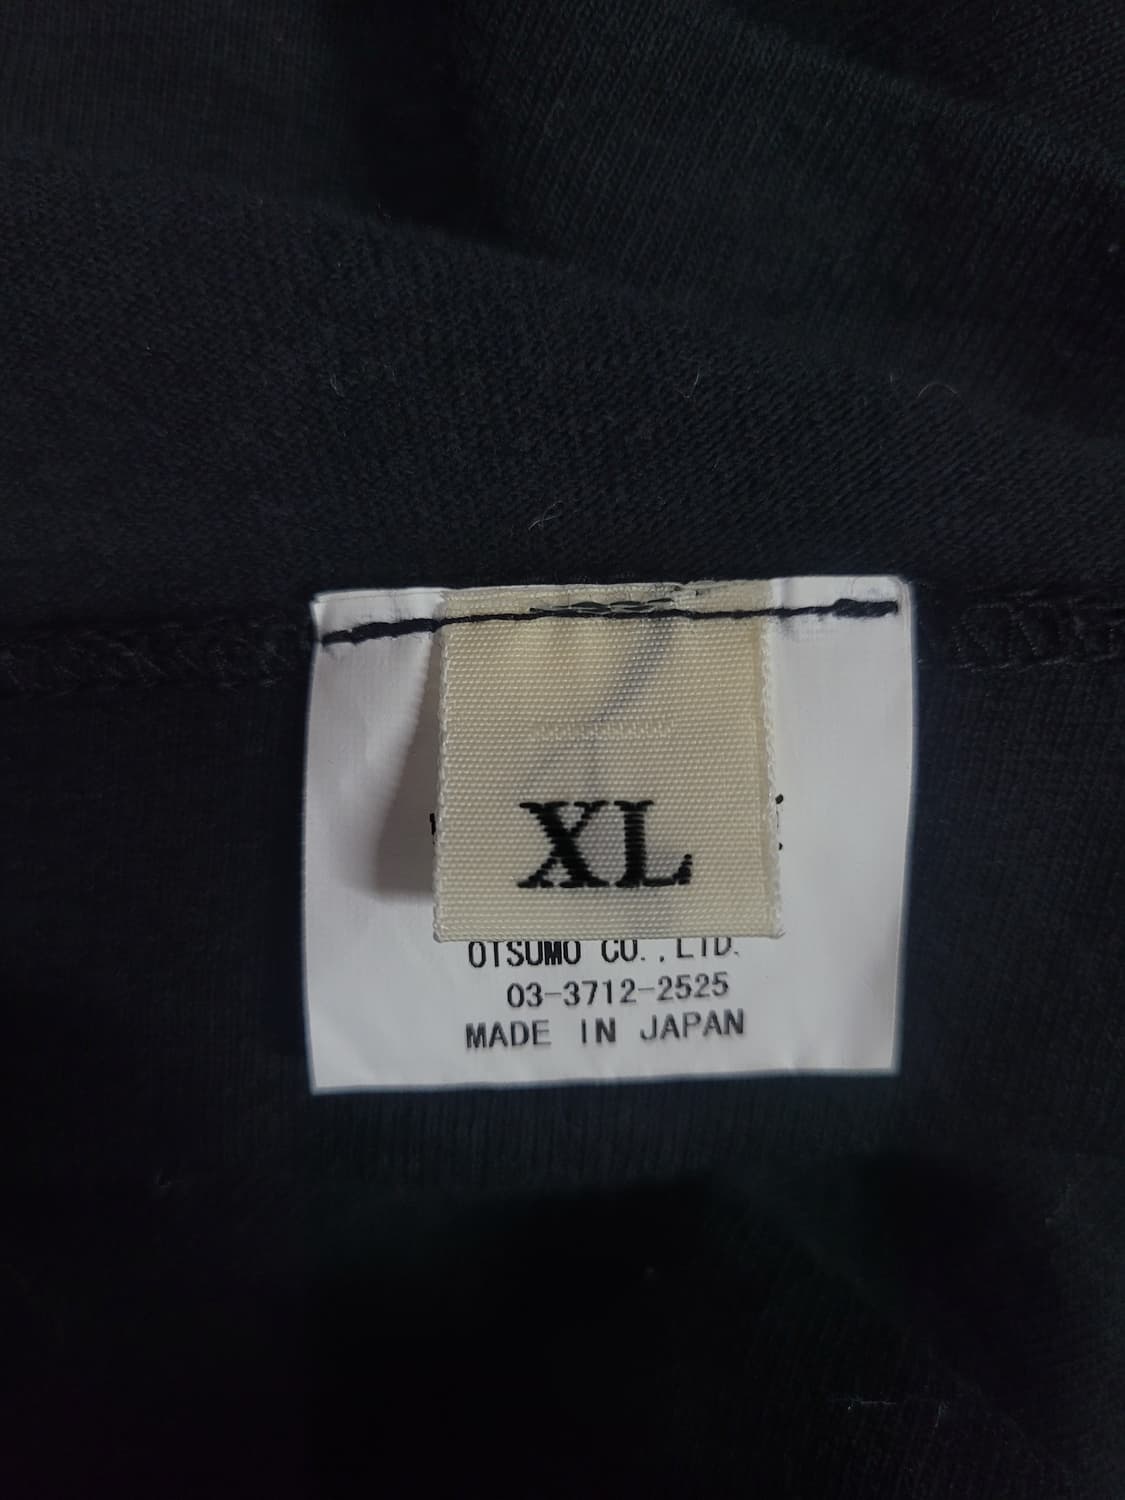 XL
OTSUMO CO.,LTD.
03-3712-2525
MADE IN JAPAN